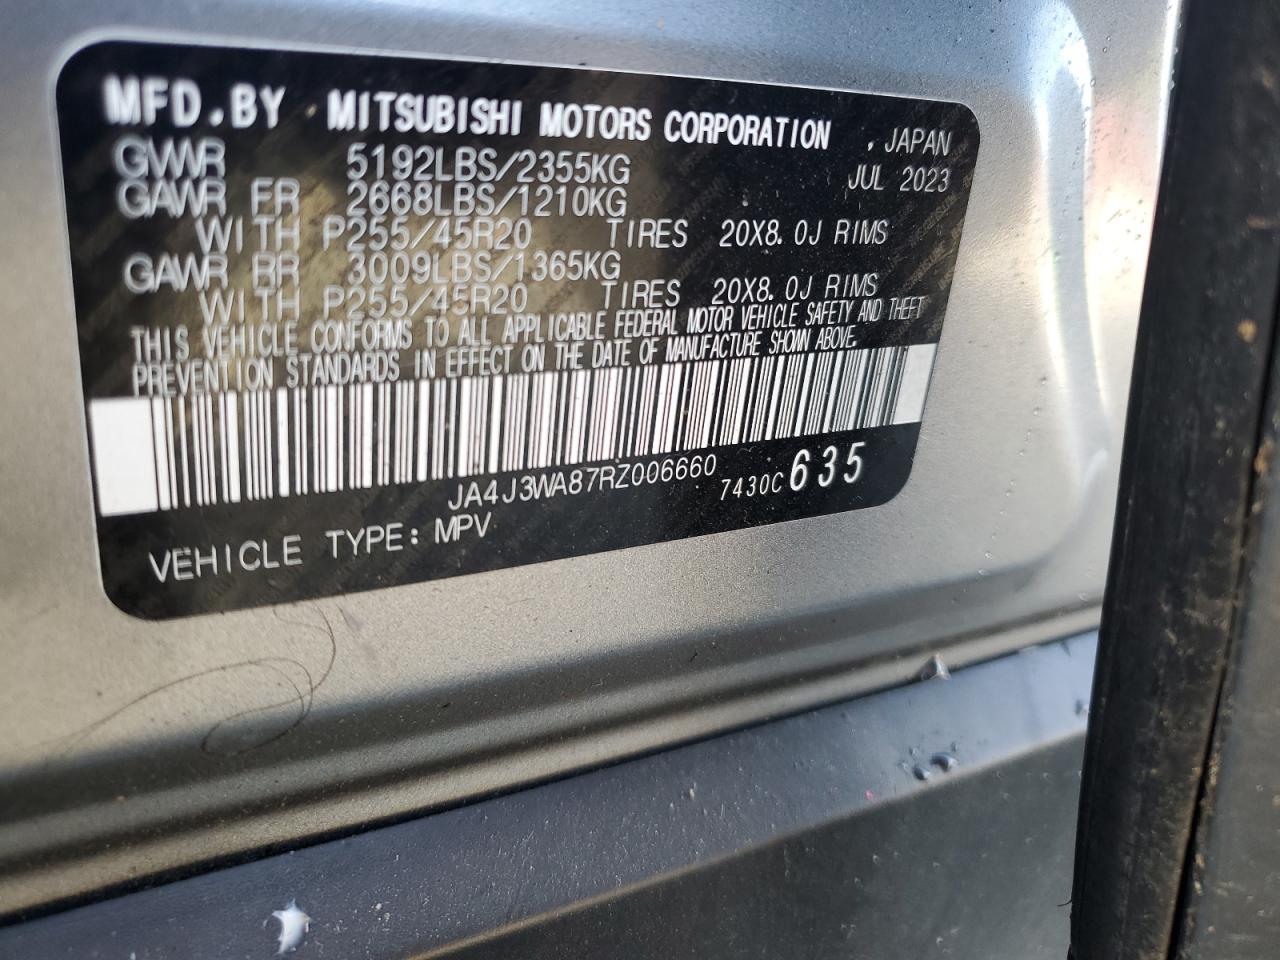 MFD.BY MITSUBISHI MOTORS CORPORATION , JAPAN
GVWR 5192LBS/2355KG JUL 2023
GAWR FR 2668LBS/1210KG
WITH P255/45R20 TIRES 20X8.0J RIMS
GAWR RR 3009LBS/1365KG
WITH P255/45R20 TIRES 20X8.0J RIMS
THIS VEHICLE CONFORMS TO ALL APPLICABLE FEDERAL MOTOR VEHICLE SAFETY AND THEFT
PREVENTION STANDARDS IN EFFECT ON THE DATE OF MANUFACTURE SHOWN ABOVE.
JA4J3WA87RZ006660 7430C 635
VEHICLE TYPE: MPV